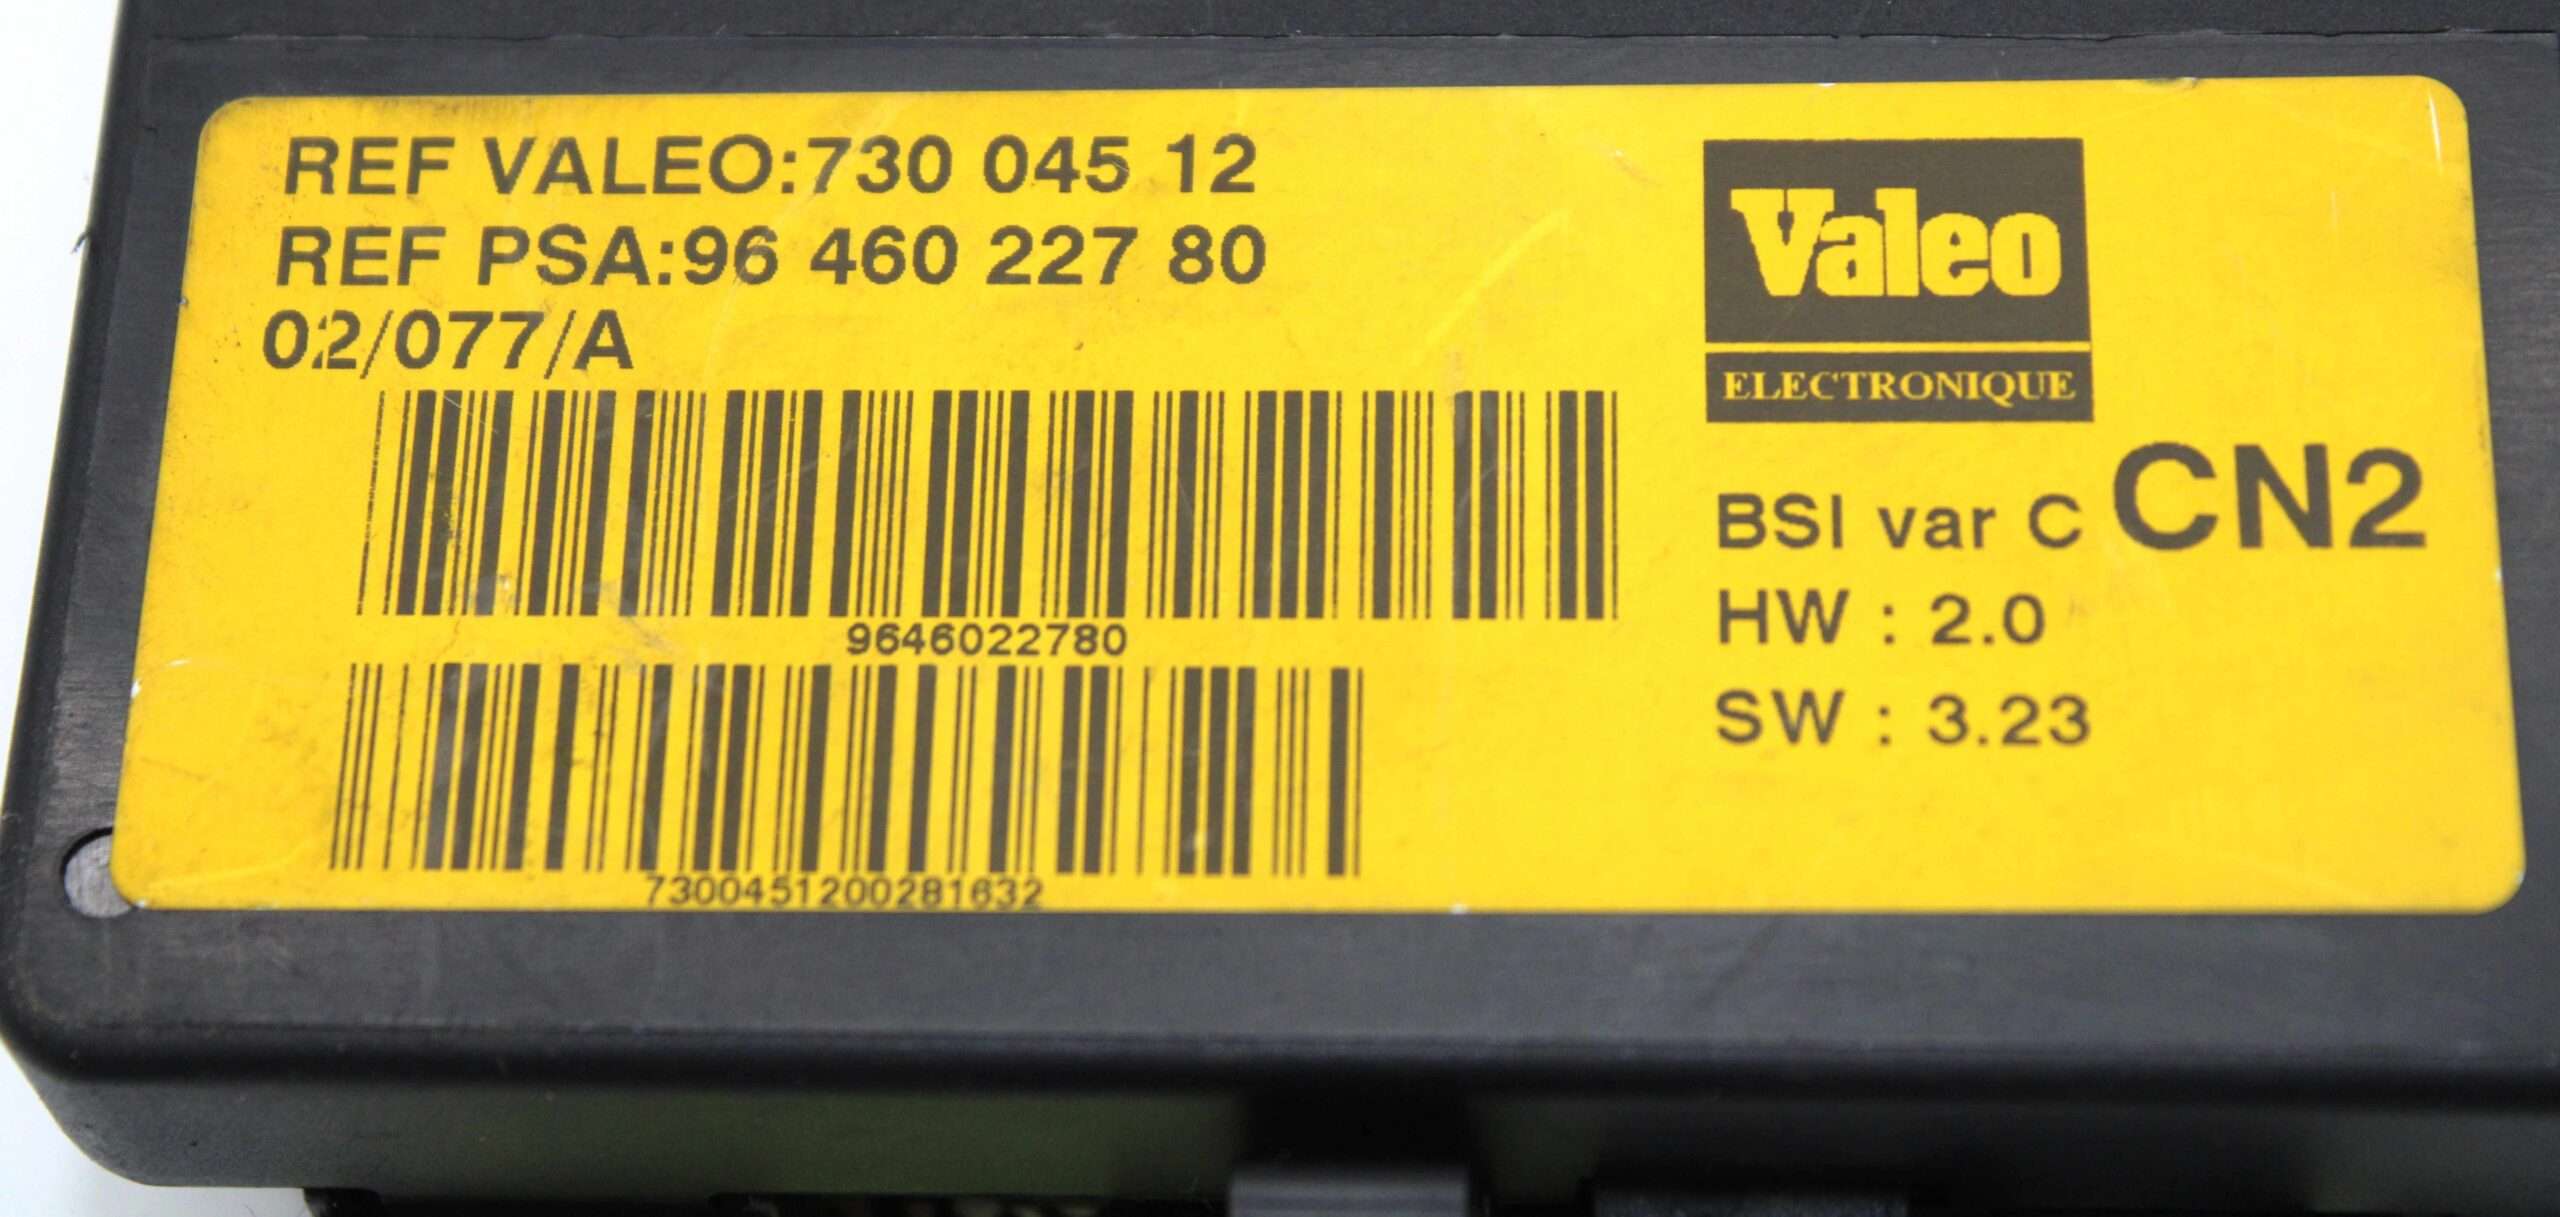 REF VALEO:730 045 12
REF PSA:96 460 227 80
02/077/A
9646022780
7300451200281632
Valeo
ELECTRONIQUE
BSI var C CN2
HW : 2.0
SW : 3.23